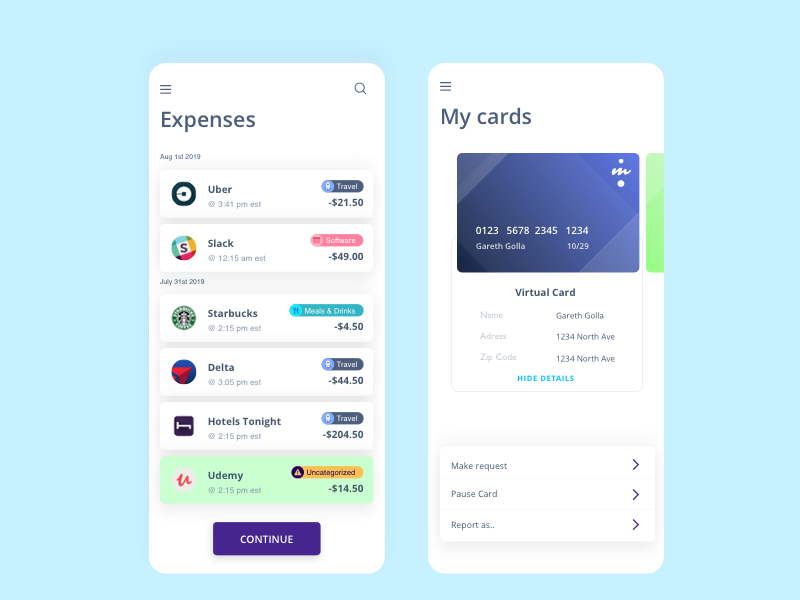 Expenses
Aug 1st 2019
Uber
Travel
@ 3:41 pm est
-$21.50
Slack
Software
@ 12:15 am est
-$49.00
July 31st 2019
Starbucks
Meals & Drinks
@ 2:15 pm est
-$4.50
Delta
Travel
@ 3:05 pm est
-$44.50
Hotels Tonight
Travel
@ 2:15 pm est
-$204.50
Udemy
Uncategorized
@ 2:15 pm est
-$14.50
CONTINUE
My cards
m
0123 5678 2345 1234
Gareth Golla 10/29
Virtual Card
Name Gareth Golla
Adress 1234 North Ave
Zip Code 1234 North Ave
HIDE DETAILS
Make request
Pause Card
Report as..